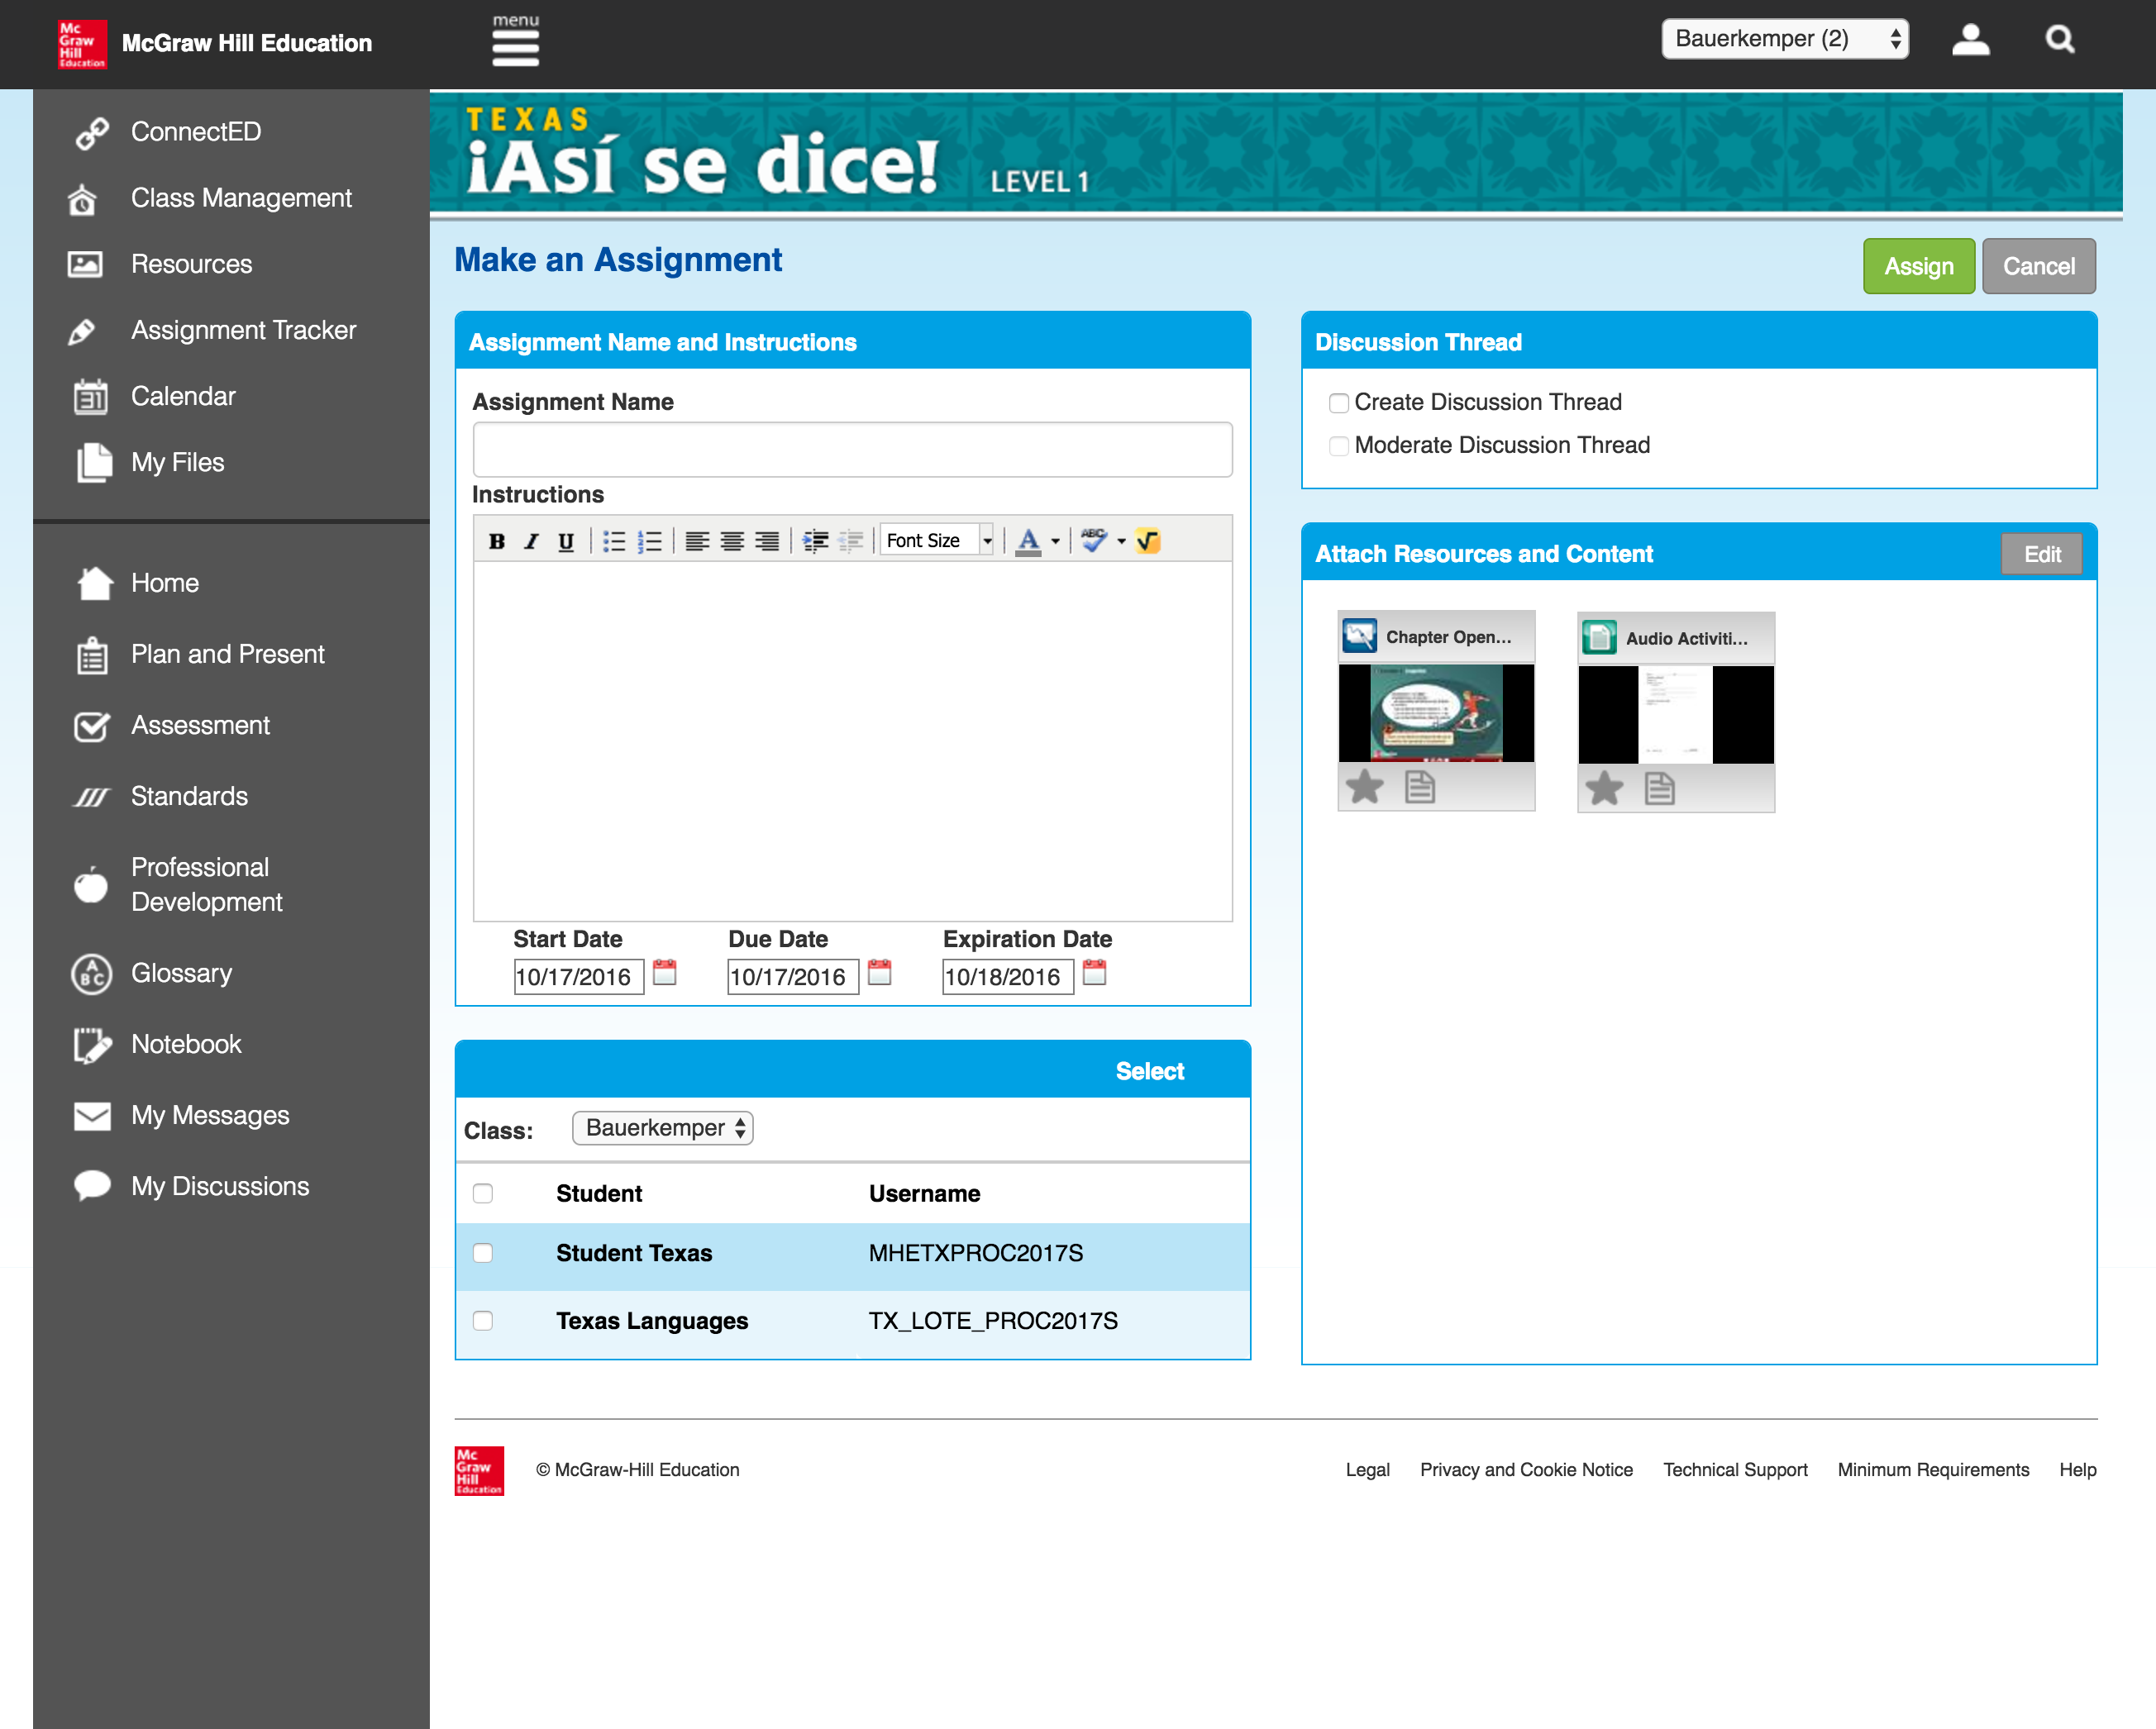 Mc
Graw
Hill
Education
McGraw Hill Education
menu
Bauerkemper (2)
ConnectED
Class Management
Resources
Assignment Tracker
Calendar
My Files
Home
Plan and Present
Assessment
Standards
Professional
Development
Glossary
Notebook
My Messages
My Discussions
TEXAS
¡Así se dice!
LEVEL 1
Make an Assignment
Assign
Cancel
Assignment Name and Instructions
Assignment Name
Instructions
B I U
Font Size
A
ABC
Start Date
Due Date
Expiration Date
10/17/2016
10/17/2016
10/18/2016
Select
Class:
Bauerkemper
Student
Username
Student Texas
MHETXPROC2017S
Texas Languages
TX_LOTE_PROC2017S
Discussion Thread
Create Discussion Thread
Moderate Discussion Thread
Attach Resources and Content
Edit
Chapter Open...
Audio Activiti...
Mc
Graw
Hill
Education
© McGraw-Hill Education
Legal
Privacy and Cookie Notice
Technical Support
Minimum Requirements
Help